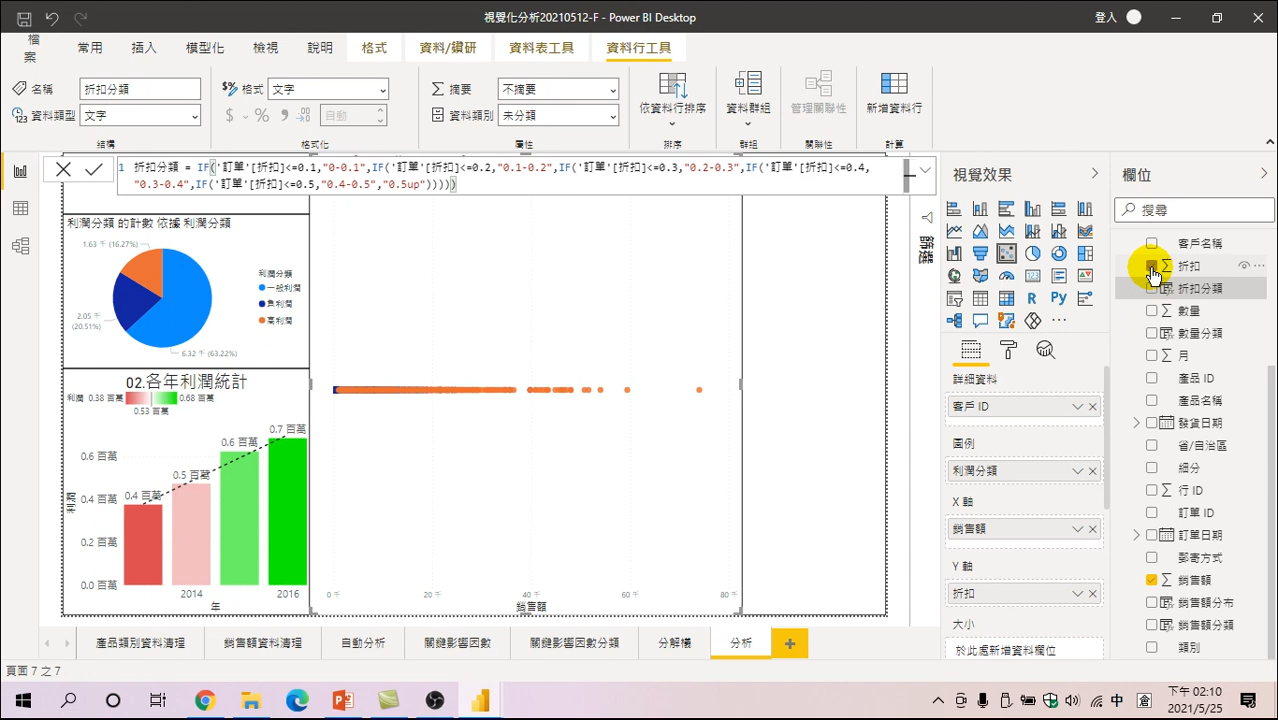 視覺化分析20210512-F - Power BI Desktop
登入
檔案
常用
插入
模型化
檢視
說明
格式
資料/鑽研
資料表工具
資料行工具
名稱
折扣分類
格式
文字
摘要
不摘要
資料類型
文字
$
%
自動
資料類別
未分類
依資料行排序
資料群組
管理關聯性
新增資料行
結構
格式化
屬性
排序
群組
關聯性
計算
1 折扣分類 = IF('訂單'[折扣]<=0.1,"0-0.1",IF('訂單'[折扣]<=0.2,"0.1-0.2",IF('訂單'[折扣]<=0.3,"0.2-0.3",IF('訂單'[折扣]<=0.4,
"0.3-0.4",IF('訂單'[折扣]<=0.5,"0.4-0.5","0.5up")))))
利潤分類 的計數 依據 利潤分類
1.63 千 (16.27%)
2.05 千
(20.51%)
6.32 千 (63.22%)
利潤分類
一般利潤
負利潤
高利潤
02.各年利潤統計
利潤 0.38 百萬
0.68 百萬
0.53 百萬
0.6 百萬
0.4 百萬
0.2 百萬
0.0 百萬
利潤
0.4 百萬
0.5 百萬
0.6 百萬
0.7 百萬
2014
2016
年
0 千
20 千
40 千
60 千
80 千
銷售額
篩選
視覺效果
R
Py
詳細資料
客戶 ID
圖例
利潤分類
X 軸
銷售額
Y 軸
折扣
大小
於此處新增資料欄位
欄位
搜尋
客戶名稱
折扣
折扣分類
數量
數量分類
月
產品 ID
產品名稱
發貨日期
省/自治區
細分
行 ID
訂單 ID
訂單日期
郵寄方式
銷售額
銷售額分布
銷售額分類
類別
產品類別資料清理
銷售額資料清理
自動分析
關鍵影響因數
關鍵影響因數分類
分解樹
分析
頁面 7 之 7
中
倉
下午 02:10
2021/5/25